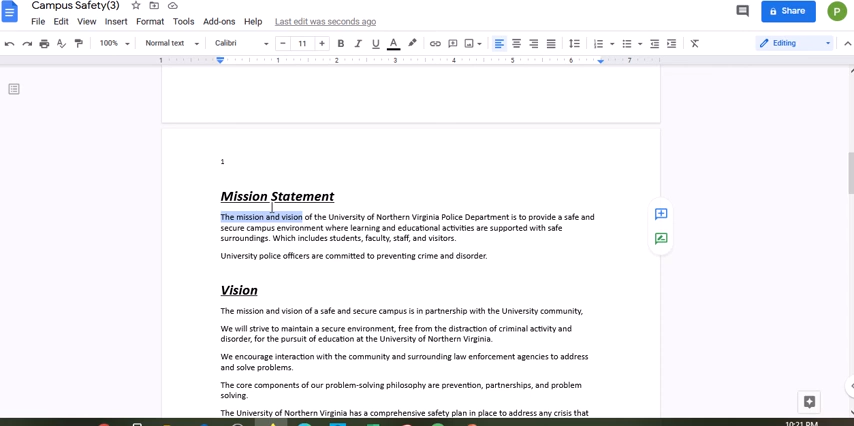 Campus Safety(3)
File Edit View Insert Format Tools Add-ons Help Last edit was seconds ago
Share
P
100% Normal text Calibri 11 B I U A Editing
1 1 2 3 4 5 6 7
1
Mission Statement
The mission and vision of the University of Northern Virginia Police Department is to provide a safe and
secure campus environment where learning and educational activities are supported with safe
surroundings. Which includes students, faculty, staff, and visitors.
University police officers are committed to preventing crime and disorder.
Vision
The mission and vision of a safe and secure campus is in partnership with the University community,
We will strive to maintain a secure environment, free from the distraction of criminal activity and
disorder, for the pursuit of education at the University of Northern Virginia.
We encourage interaction with the community and surrounding law enforcement agencies to address
and solve problems.
The core components of our problem-solving philosophy are prevention, partnerships, and problem
solving.
The University of Northern Virginia has a comprehensive safety plan in place to address any crisis that
10:21 PM